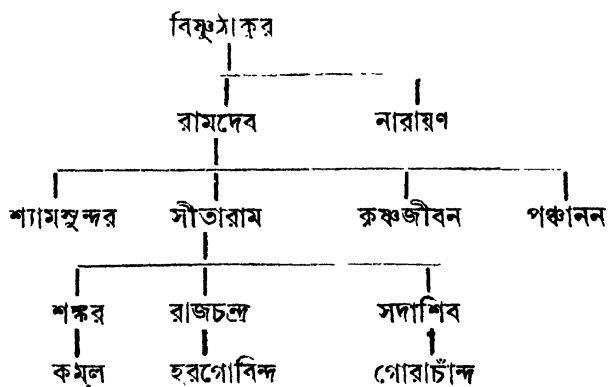 বিষ্ণুঠাকুর
রামদেব নারায়ণ
শ্যামসুন্দর সীতারাম কৃষ্ণজীবন পঞ্চানন
শঙ্কর রাজচন্দ্র সদাশিব
কমল হরগোবিন্দ গোরাচাঁন্দ